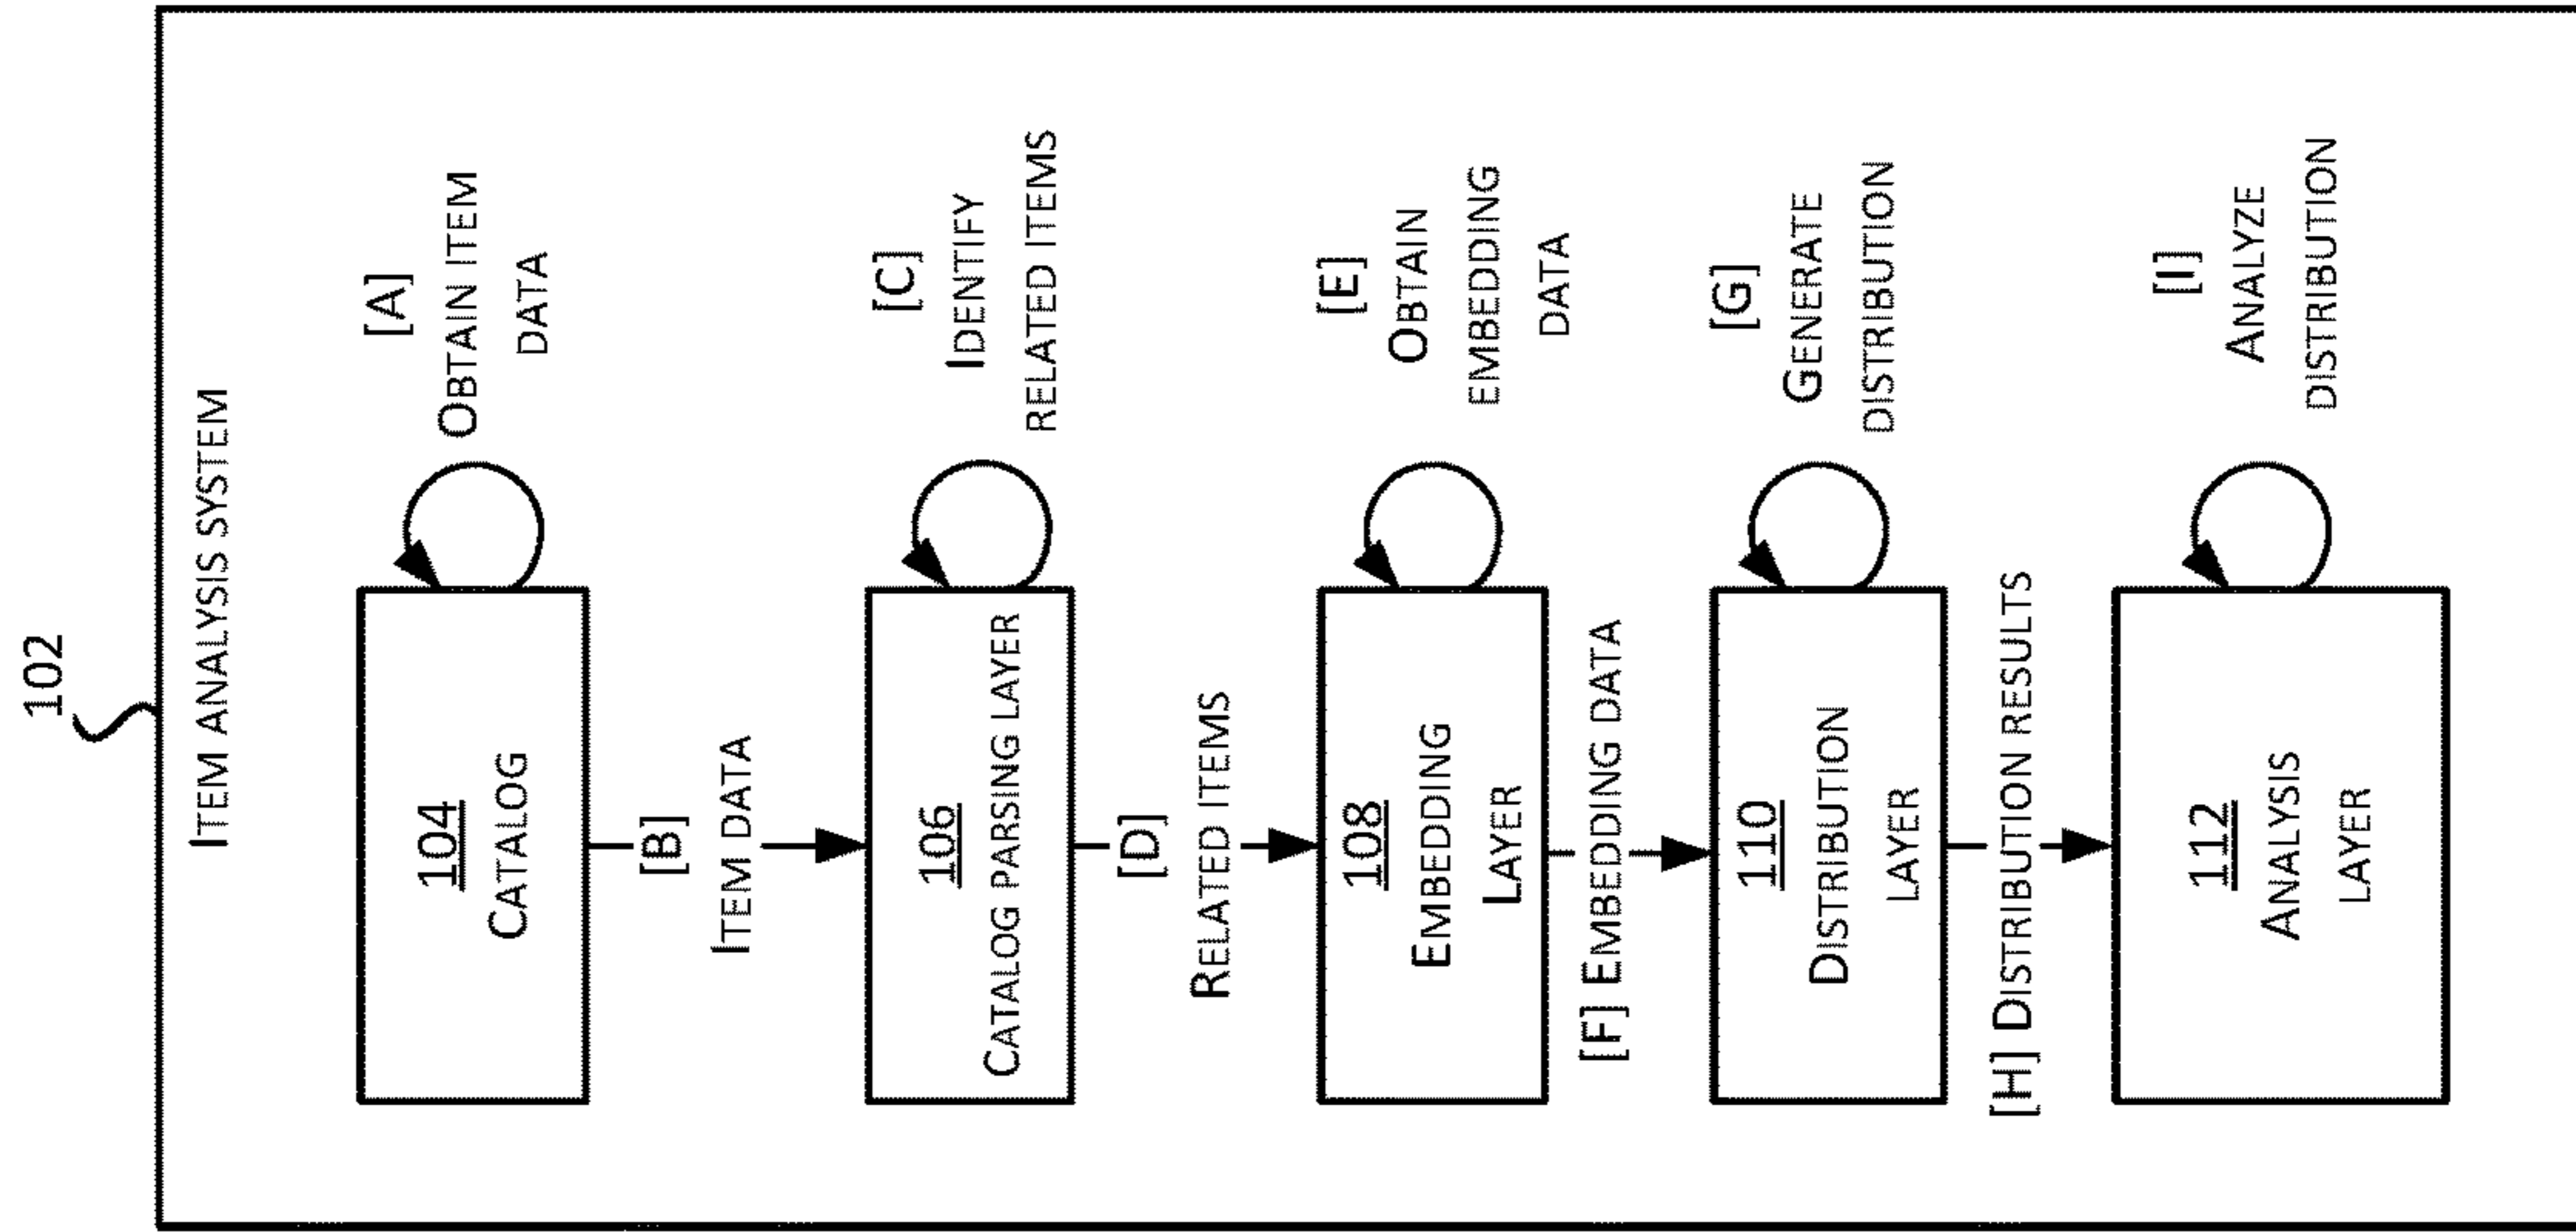 102
ITEM ANALYSIS SYSTEM
104
CATALOG
[A]
OBTAIN ITEM
DATA
[B]
ITEM DATA
106
CATALOG PARSING LAYER
[C]
IDENTIFY
RELATED ITEMS
[D]
RELATED ITEMS
108
EMBEDDING
LAYER
[E]
OBTAIN
EMBEDDING
DATA
[F] EMBEDDING DATA
110
DISTRIBUTION
LAYER
[G]
GENERATE
DISTRIBUTION
[H] DISTRIBUTION RESULTS
112
ANALYSIS
LAYER
[I]
ANALYZE
DISTRIBUTION